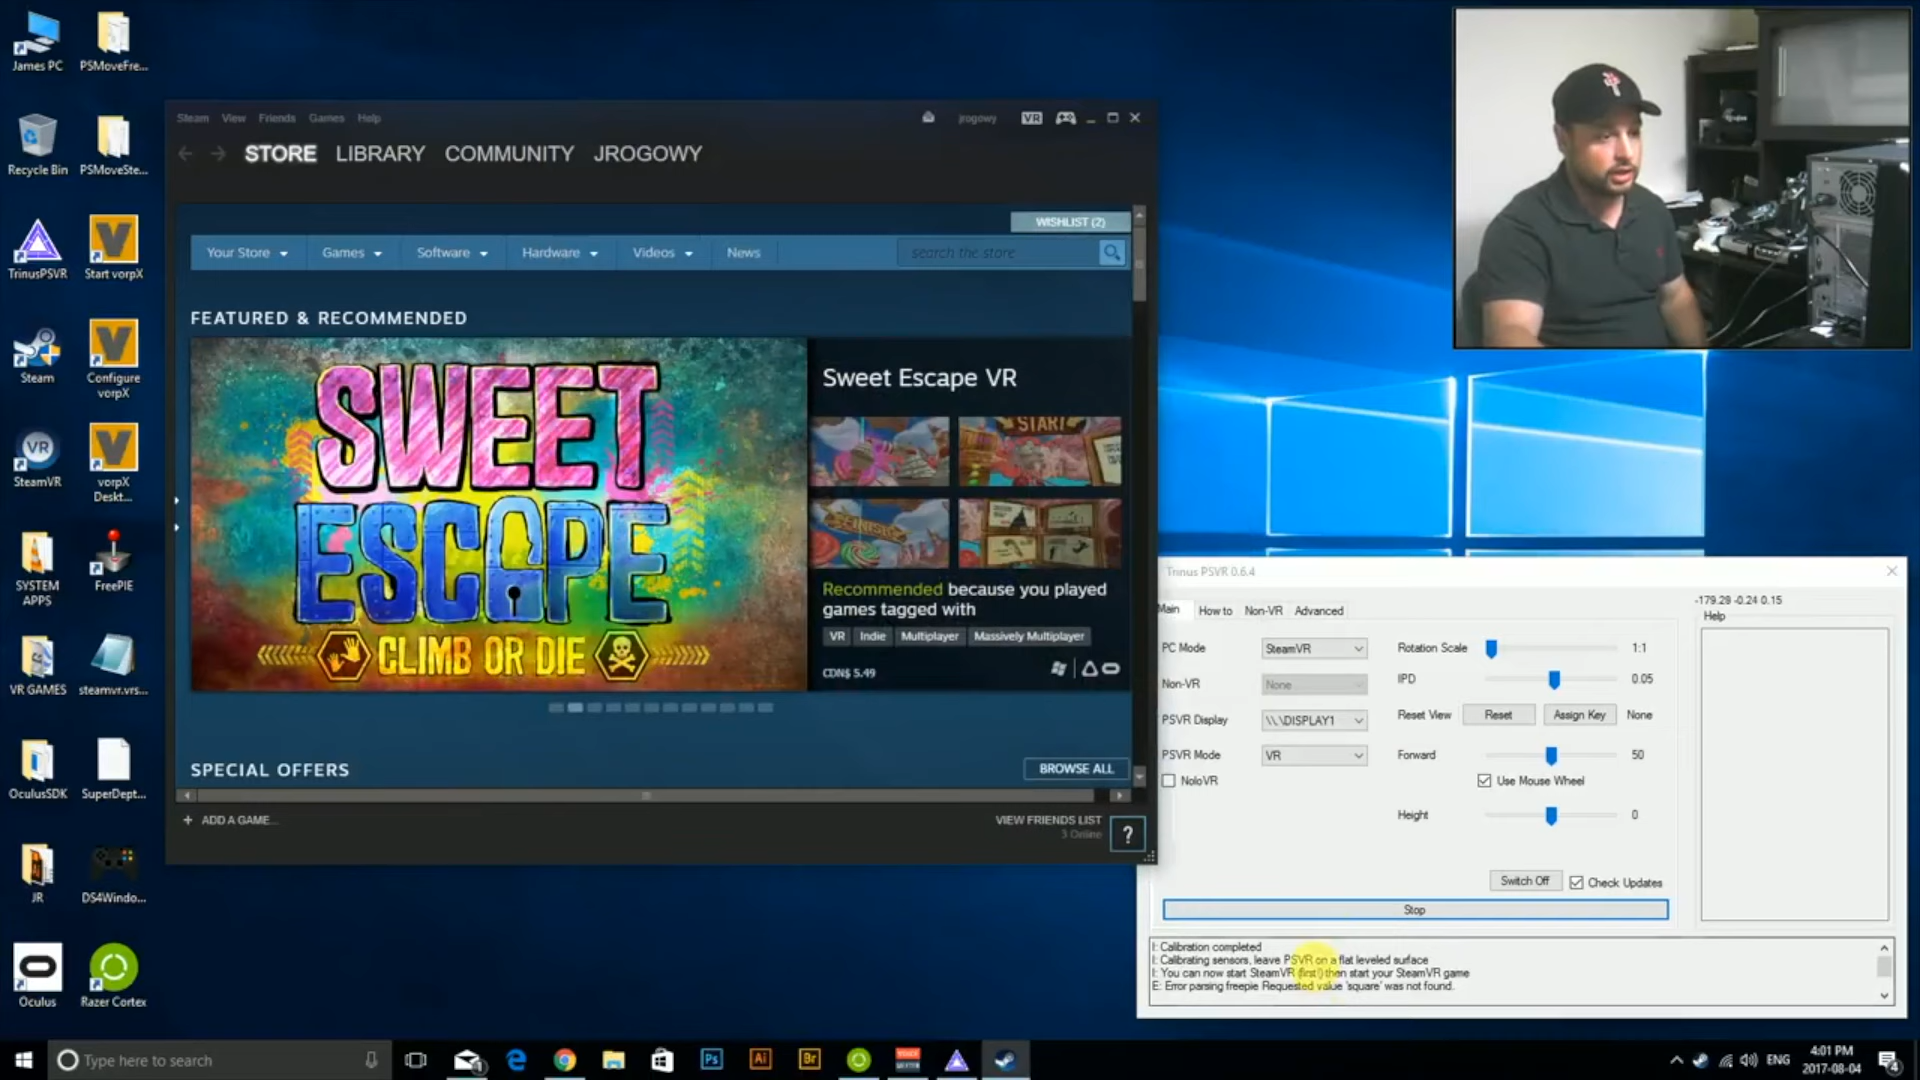 James PC
PSMoveFre...
Recycle Bin
PSMoveSte...
TrinusPSVR
Start vorpX
Steam
Configure
vorpX
SteamVR
vorpX
Deskt...
SYSTEM
APPS
FreePIE
VR GAMES
steamvr.vrs...
OculusSDK
SuperDept...
JR
DS4Windo...
Oculus
Razer Cortex
Steam View Friends Games Help
jrogowy
VR
STORE LIBRARY COMMUNITY JROGOWY
WISHLIST (2)
Your Store Games Software Hardware Videos News
search the store
FEATURED & RECOMMENDED
SWEET
ESCAPE
CLIMB OR DIE
Sweet Escape VR
START
Recommended because you played
games tagged with
VR Indie Multiplayer Massively Multiplayer
CDN$ 5.49
SPECIAL OFFERS
BROWSE ALL
+ ADD A GAME...
VIEW FRIENDS LIST
3 Online
?
Trinus PSVR 0.6.4
Main How to Non-VR Advanced
-179.29 -0.24 0.15
Help
PC Mode SteamVR Rotation Scale 1:1
Non-VR None IPD 0.05
PSVR Display \\.\DISPLAY1 Reset View Reset Assign Key None
PSVR Mode VR Forward 50
NoloVR Use Mouse Wheel
Height 0
Switch Off Check Updates
Stop
I: Calibration completed
I: Calibrating sensors, leave PSVR on a flat leveled surface
I: You can now start SteamVR (first!) then start your SteamVR game
E: Error parsing freepie Requested value 'square' was not found.
Type here to search
Ps Ai Br
ENG
4:01 PM
2017-08-04